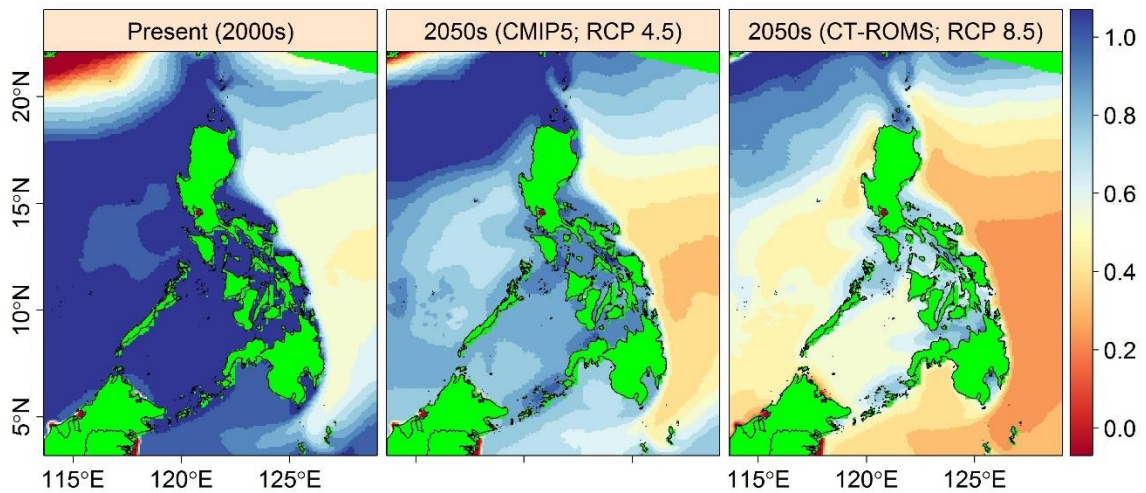 Present (2000s)
2050s (CMIP5; RCP 4.5)
2050s (CT-ROMS; RCP 8.5)
20°N
15°N
10°N
5°N
1.0
0.8
0.6
0.4
0.2
0.0
115°E
120°E
125°E
115°E
120°E
125°E